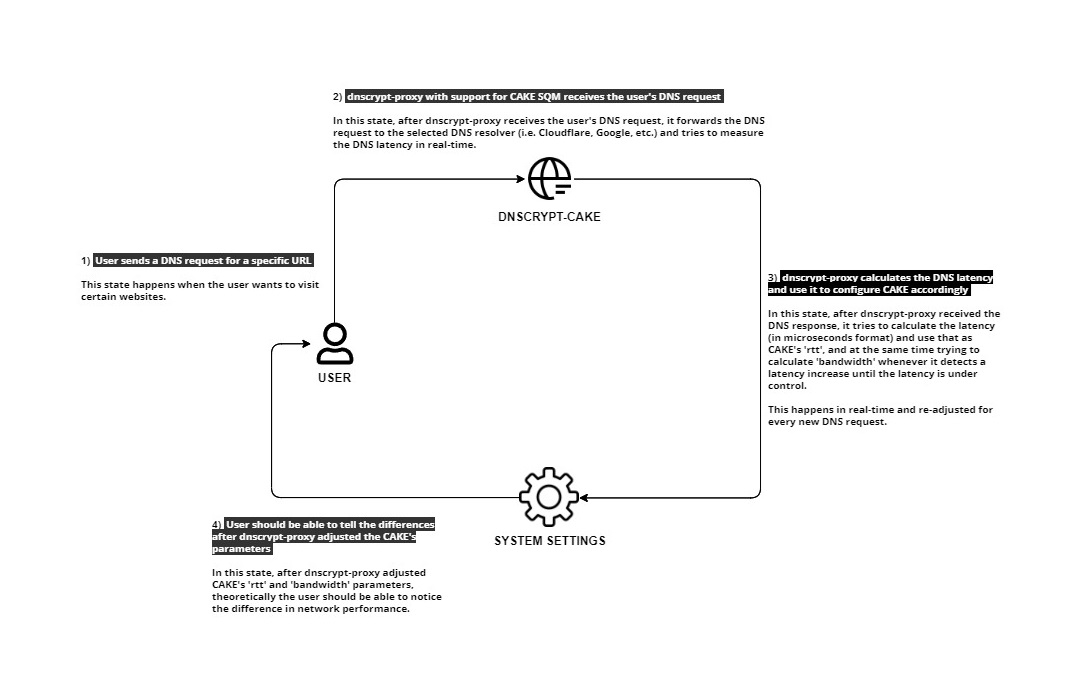 2) dnscrypt-proxy with support for CAKE SQM receives the user's DNS request
In this state, after dnscrypt-proxy receives the user's DNS request, it forwards the DNS
request to the selected DNS resolver (i.e. Cloudflare, Google, etc.) and tries to measure
the DNS latency in real-time.
DNSCRYPT-CAKE
1) User sends a DNS request for a specific URL
This state happens when the user wants to visit
certain websites.
USER
3) dnscrypt-proxy calculates the DNS latency
and use it to configure CAKE accordingly
In this state, after dnscrypt-proxy received the
DNS response, it tries to calculate the latency
(in microseconds format) and use that as
CAKE's 'rtt', and at the same time trying to
calculate 'bandwidth' whenever it detects a
latency increase until the latency is under
control.
This happens in real-time and re-adjusted for
every new DNS request.
SYSTEM SETTINGS
4) User should be able to tell the differences
after dnscrypt-proxy adjusted the CAKE's
parameters
In this state, after dnscrypt-proxy adjusted
CAKE's 'rtt' and 'bandwidth' parameters,
theoretically the user should be able to notice
the difference in network performance.